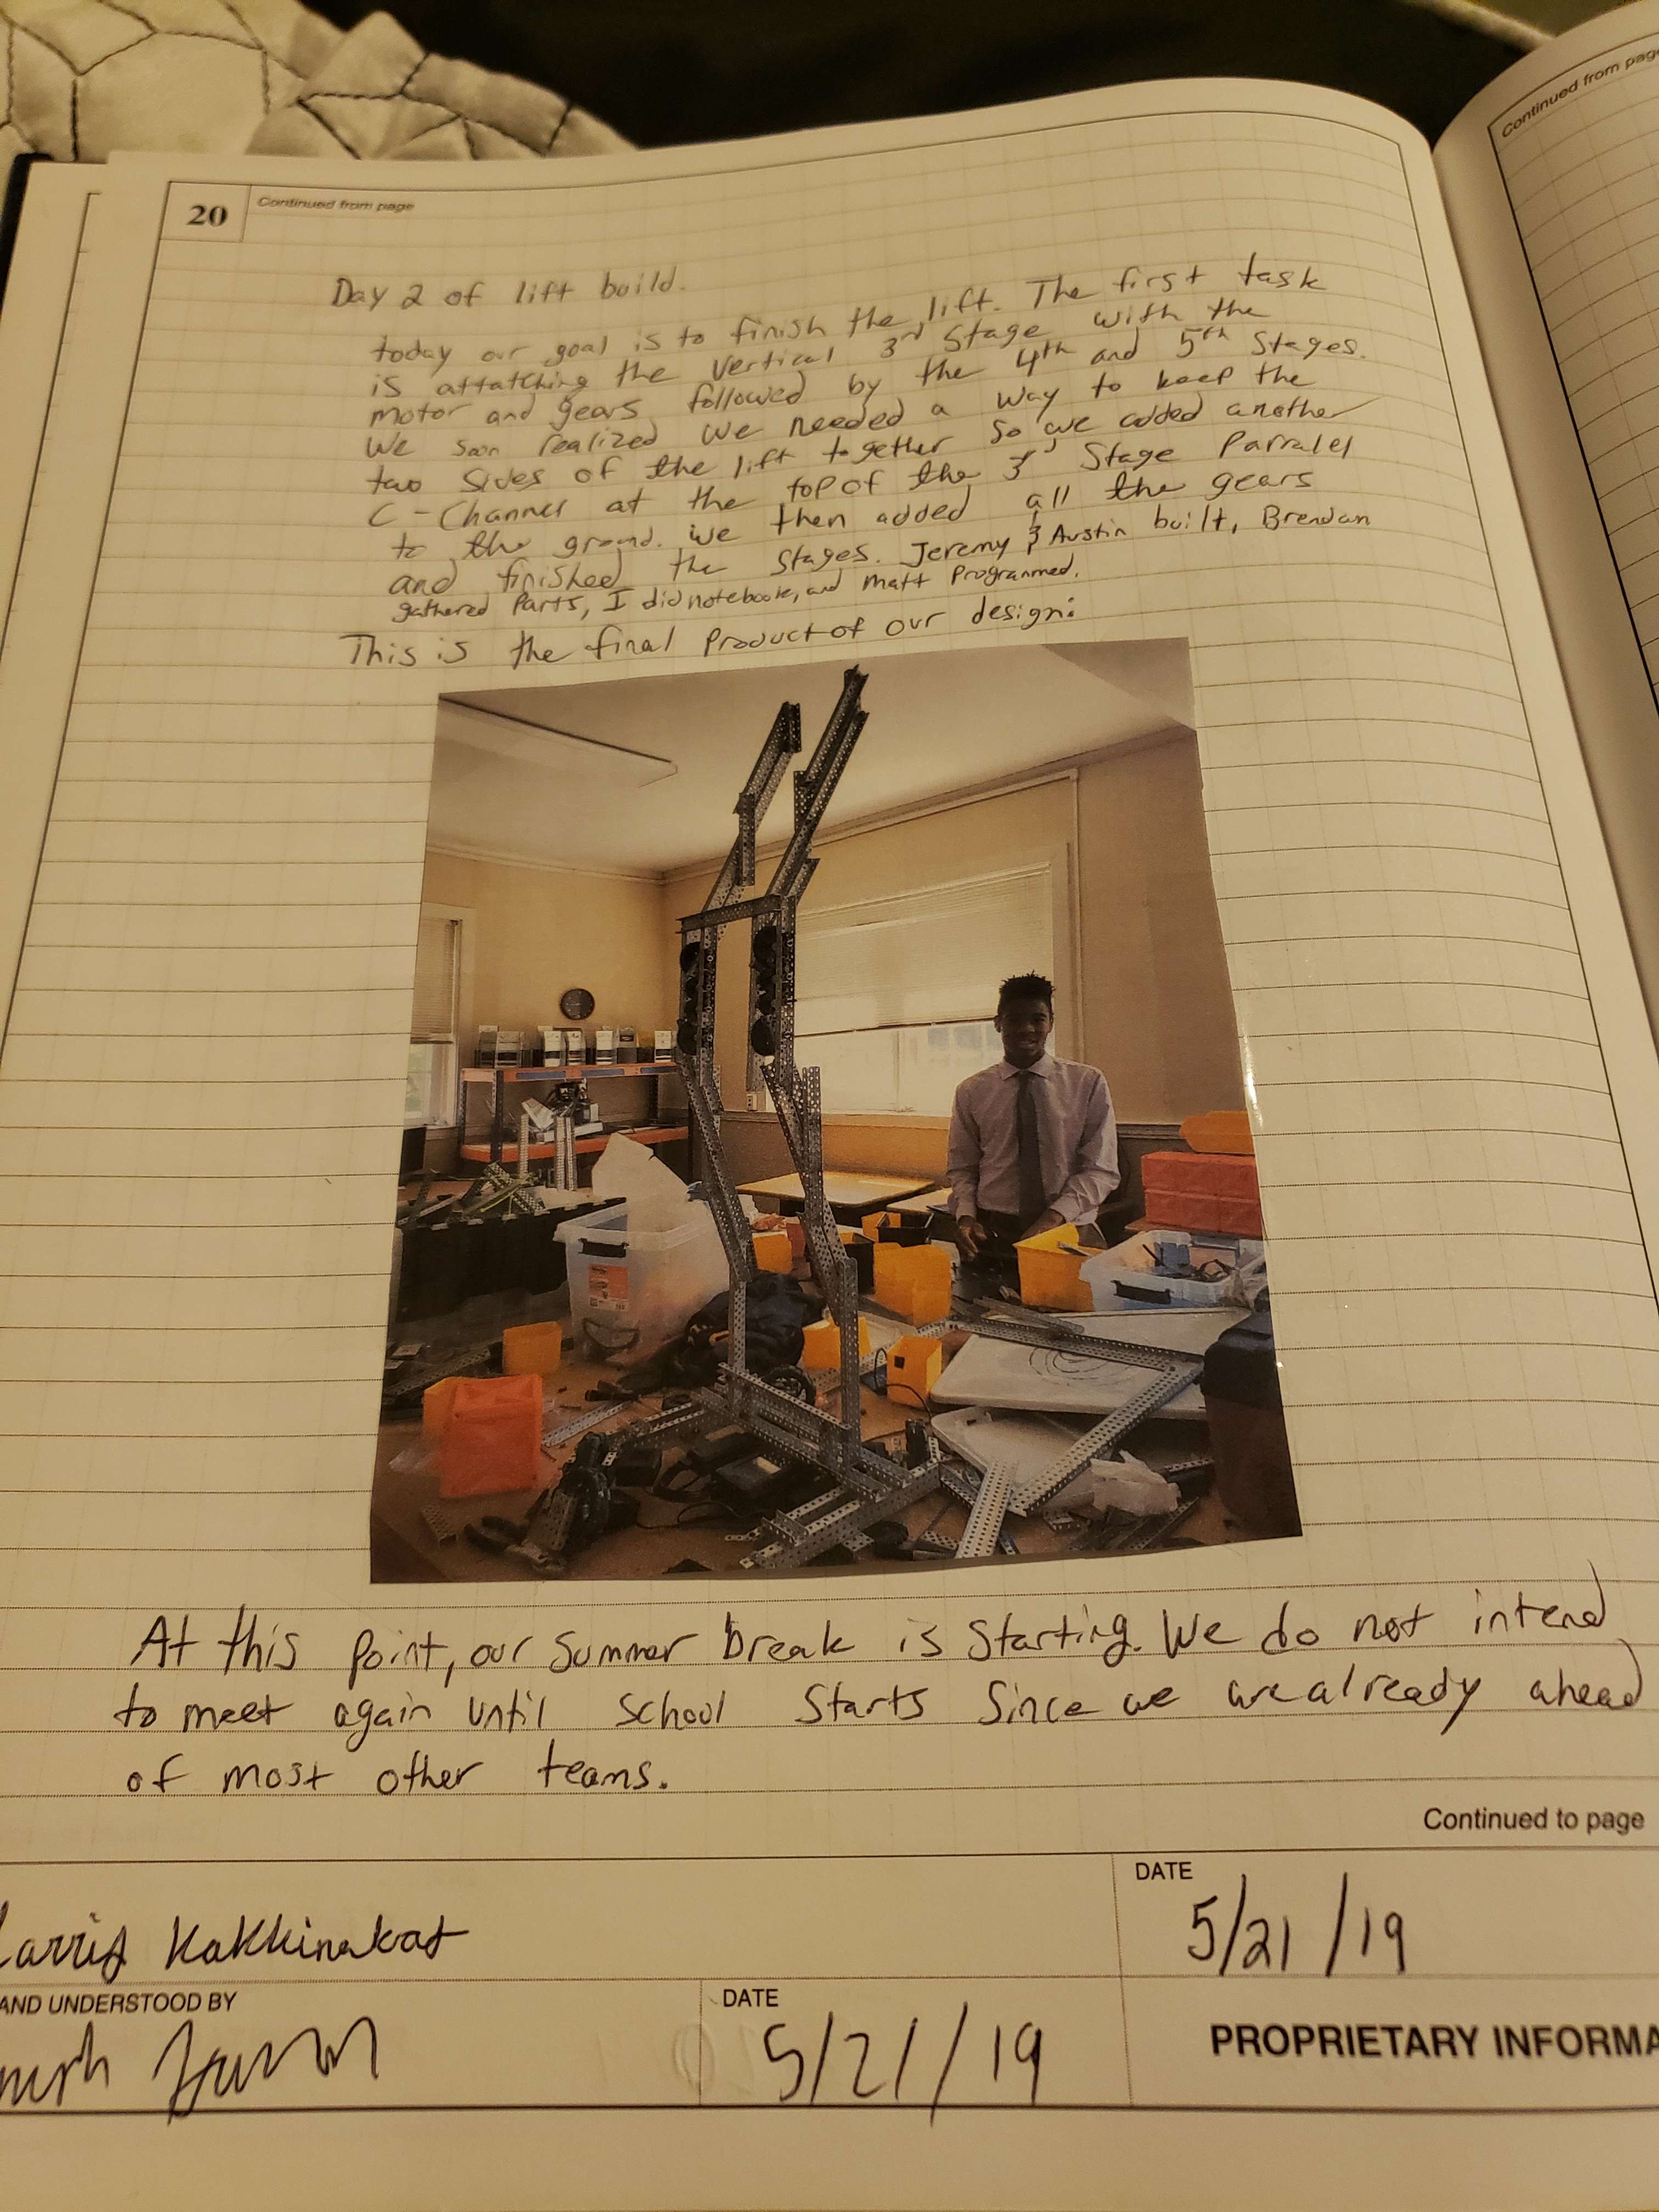 Continued from page
20
Continued from page
Day 2 of lift build.
today our goal is to finish the lift. The first task
is attatching the vertical 3rd Stage with the
motor and gears followed by the 4th and 5th Stages.
We soon realized we needed a way to keep the
two sides of the lift together so we added another
C-Channel at the top of the 3rd Stage Parralel
to the ground. we then added all the gears
and finished the stages. Jeremy & Austin built, Brendan
gathered Parts, I did notebook, and Matt Programmed.
This is the final Product of our design:
At this Point, our Summer break is Starting. We do not intend
to meet again until school Starts Since we are already ahead
of most other teams.
Continued to page
DATE
Kakkinakat
5/21/19
AND UNDERSTOOD BY
DATE
5/21/19
PROPRIETARY INFORMA